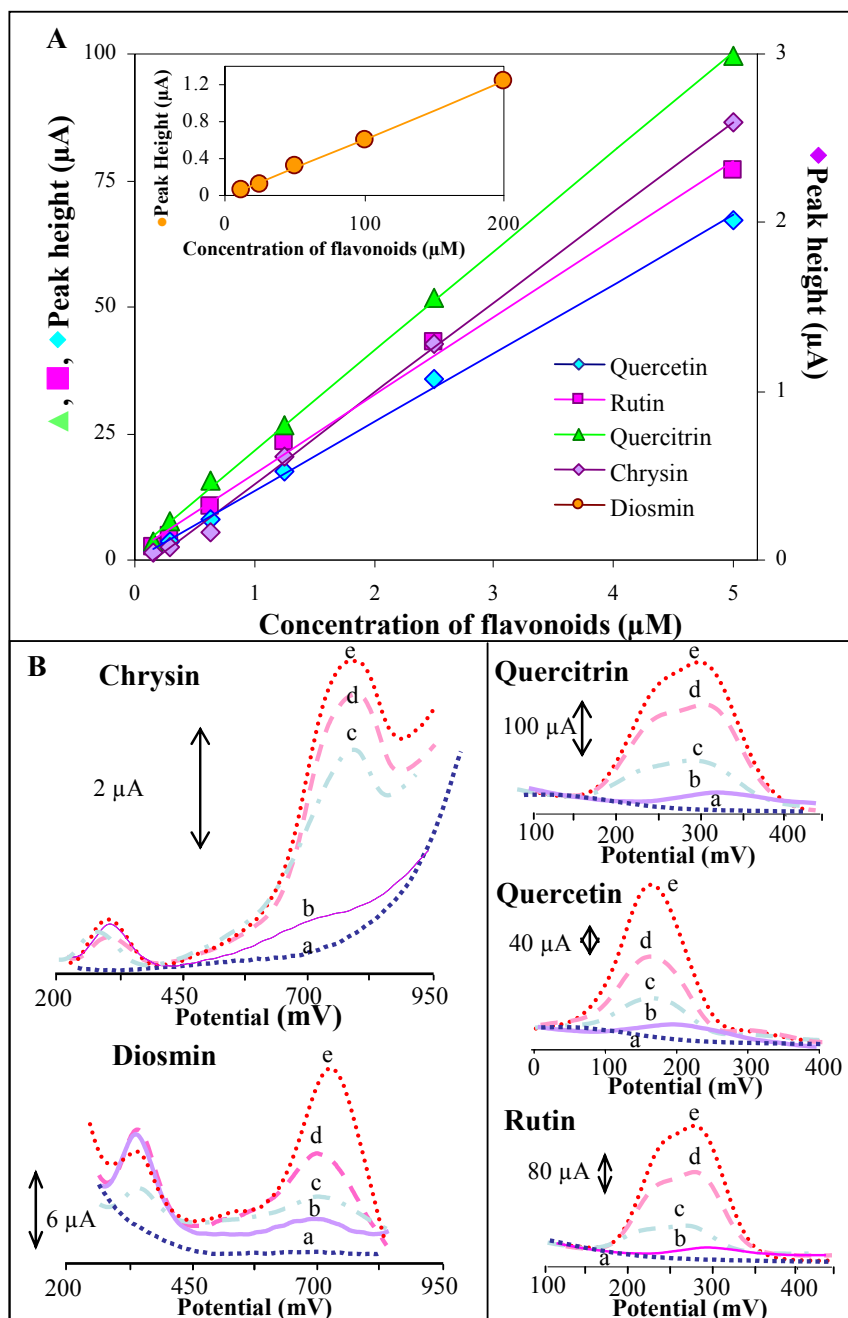 A
100
75
50
25
0
▲, ■, ◆ Peak height (µA)
1.2
0.8
0.4
0
● Peak Height (µA)
0 100 200
Concentration of flavonoids (µM)
3
2
1
0
◆ Peak height (µA)
Quercetin
Rutin
Quercitrin
Chrysin
Diosmin
0 1 2 3 4 5
Concentration of flavonoids (µM)
B
Chrysin
e
d
c
2 µA
b
a
200 450 700 950
Potential (mV)
Diosmin
e
d
c
b
a
6 µA
200 450 700 950
Potential (mV)
Quercitrin
e
d
c
b
a
100 µA
100 200 300 400
Potential (mV)
Quercetin
e
d
c
b
a
40 µA
0 100 200 300 400
Potential (mV)
Rutin
e
d
c
b
a
80 µA
100 200 300 400
Potential (mV)